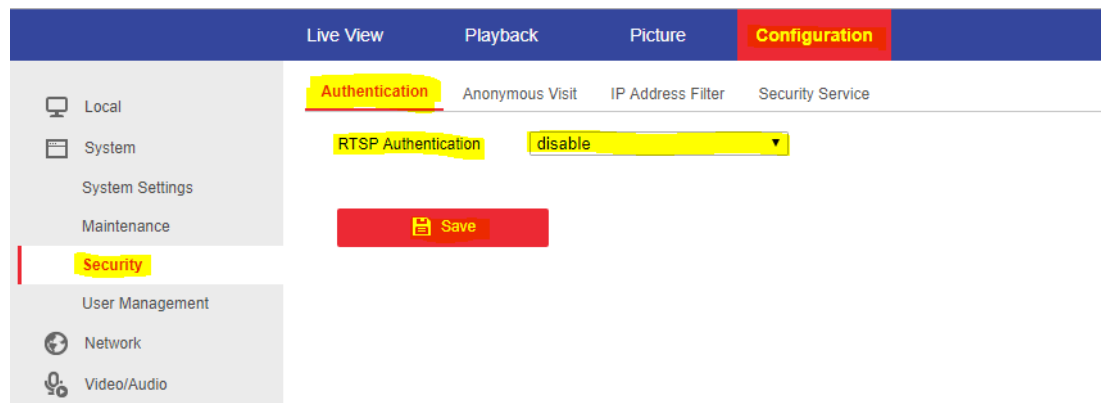 Live View Playback Picture Configuration
Authentication Anonymous Visit IP Address Filter Security Service
Local
RTSP Authentication disable
System
System Settings
Save
Maintenance
Security
User Management
Network
Video/Audio